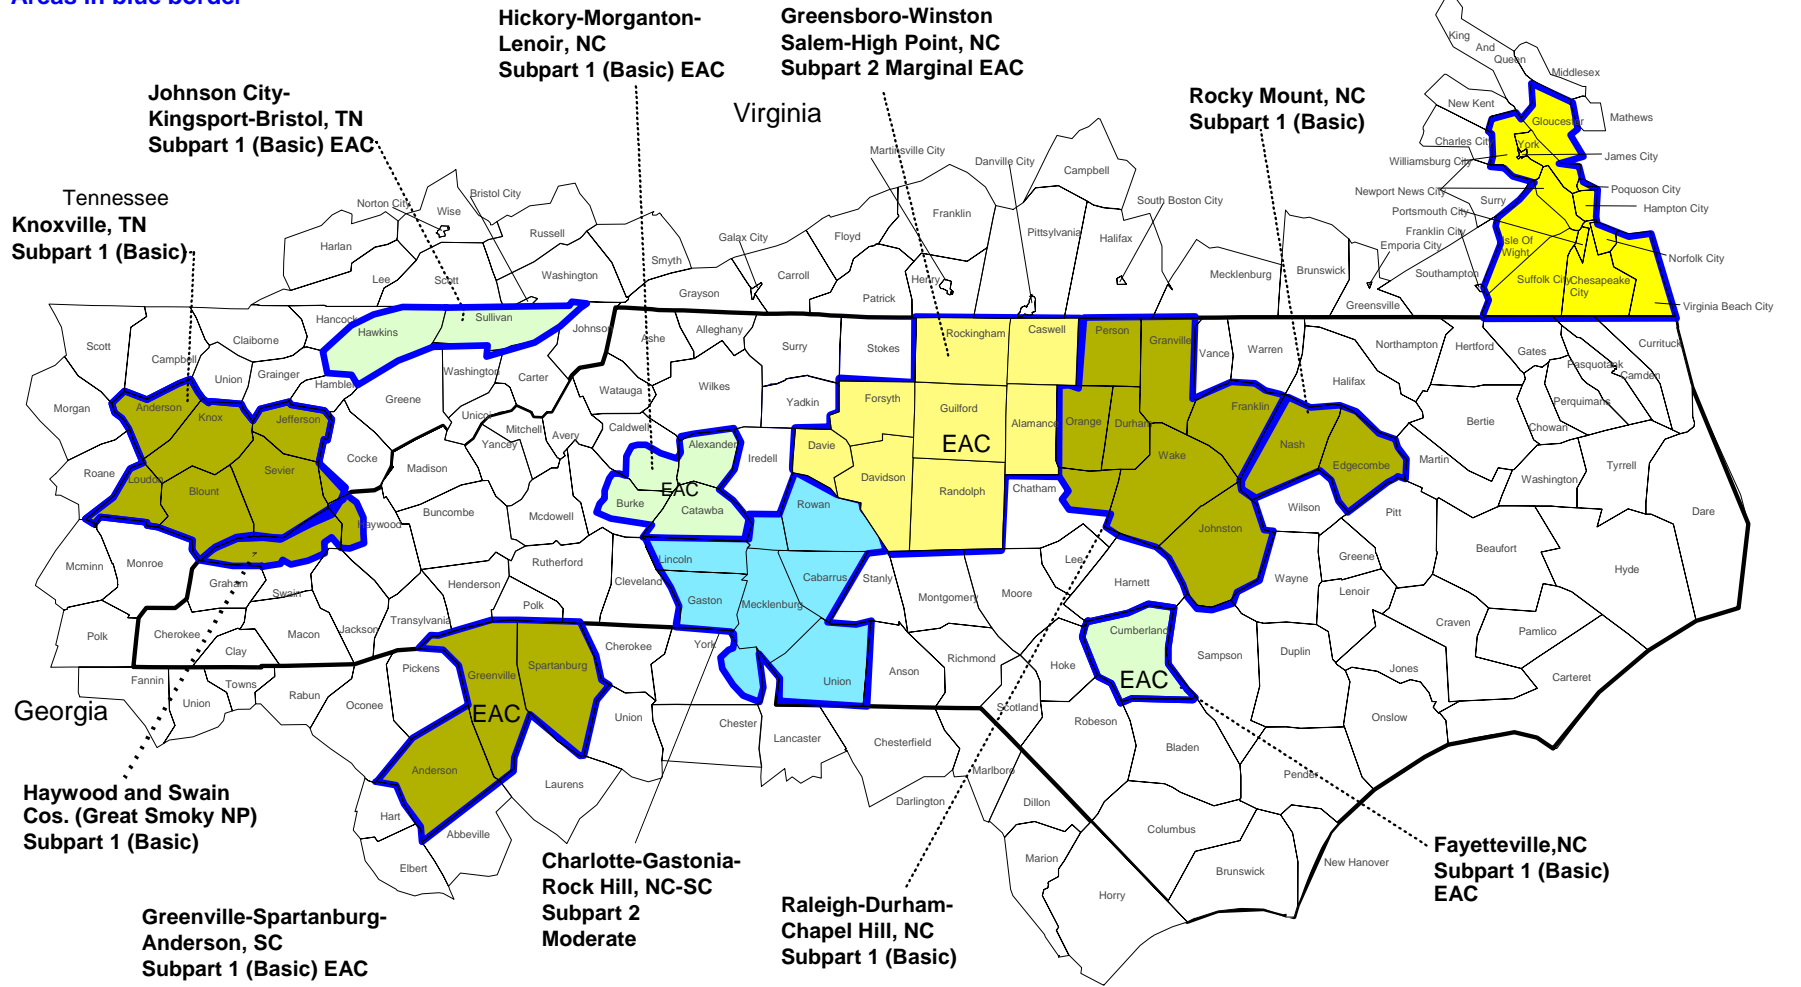 Areas in blue border
Hickory-Morganton-
Lenoir, NC
Subpart 1 (Basic) EAC
Greensboro-Winston
Salem-High Point, NC
Subpart 2 Marginal EAC
Johnson City-
Kingsport-Bristol, TN
Subpart 1 (Basic) EAC
Virginia
Rocky Mount, NC
Subpart 1 (Basic)
Tennessee
Knoxville, TN
Subpart 1 (Basic)
King
And
Queen
Middlesex
New Kent
Gloucester
Mathews
Charles City
York
James City
Williamsburg City
Newport News City
Poquoson City
Surry
Hampton City
Portsmouth City
Franklin City
Isle Of
Wight
Emporia City
Norfolk City
Southampton
Suffolk City
Chesapeake
City
Virginia Beach City
Greensville
Brunswick
Mecklenburg
Martinsville City
Danville City
Campbell
South Boston City
Franklin
Pittsylvania
Halifax
Floyd
Henry
Patrick
Carroll
Galax City
Grayson
Smyth
Bristol City
Norton City
Wise
Russell
Harlan
Lee
Scott
Washington
Scott
Campbell
Claiborne
Hancock
Hawkins
Sullivan
Johnson
Union
Grainger
Hamblen
Washington
Carter
Greene
Unicoi
Morgan
Anderson
Knox
Jefferson
Roane
Loudon
Blount
Sevier
Cocke
Mcminn
Monroe
Polk
Ashe
Alleghany
Surry
Stokes
Rockingham
Caswell
Person
Granville
Vance
Warren
Northampton
Hertford
Gates
Currituck
Pasquotank
Camden
Perquimans
Chowan
Halifax
Bertie
Watauga
Wilkes
Yadkin
Forsyth
Guilford
Alamance
Orange
Durham
Franklin
EAC
Mitchell
Avery
Yancey
Caldwell
Alexander
Iredell
Davie
Davidson
Randolph
Chatham
Wake
Nash
Edgecombe
Martin
Washington
Tyrrell
Dare
Madison
Buncombe
Haywood
Mcdowell
Burke
EAC
Catawba
Rowan
Johnston
Wilson
Pitt
Beaufort
Hyde
Graham
Swain
Henderson
Rutherford
Cleveland
Lincoln
Gaston
Mecklenburg
Cabarrus
Stanly
Montgomery
Moore
Lee
Harnett
Wayne
Greene
Lenoir
Craven
Pamlico
Cherokee
Clay
Macon
Jackson
Transylvania
Polk
Union
Anson
Richmond
Hoke
Cumberland
EAC
Sampson
Duplin
Jones
Carteret
Onslow
Scotland
Robeson
Bladen
Pender
Columbus
Brunswick
New Hanover
Fannin
Union
Towns
Rabun
Georgia
Oconee
Pickens
Greenville
Spartanburg
EAC
Anderson
Cherokee
York
Union
Chester
Lancaster
Chesterfield
Marlboro
Darlington
Dillon
Marion
Horry
Laurens
Abbeville
Hart
Elbert
Haywood and Swain
Cos. (Great Smoky NP)
Subpart 1 (Basic)
Greenville-Spartanburg-
Anderson, SC
Subpart 1 (Basic) EAC
Charlotte-Gastonia-
Rock Hill, NC-SC
Subpart 2
Moderate
Raleigh-Durham-
Chapel Hill, NC
Subpart 1 (Basic)
Fayetteville,NC
Subpart 1 (Basic)
EAC